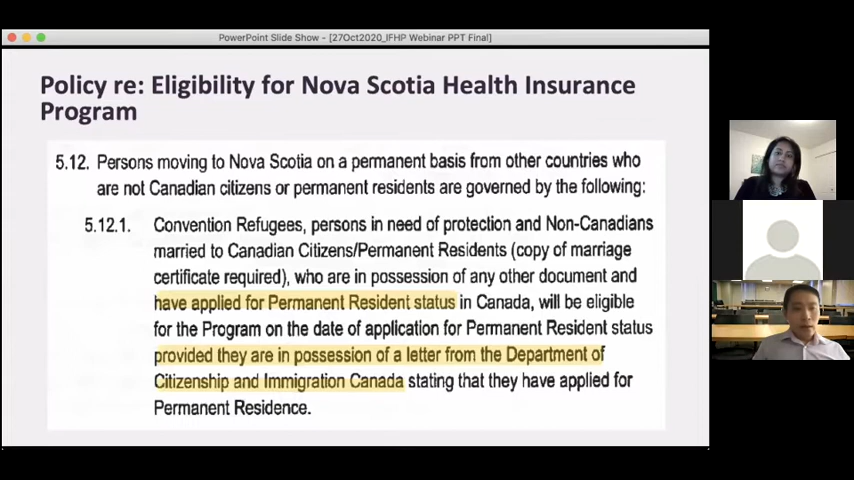 PowerPoint Slide Show - [27Oct2020_IFHP Webinar PPT Final]
Policy re: Eligibility for Nova Scotia Health Insurance
Program
5.12. Persons moving to Nova Scotia on a permanent basis from other countries who
are not Canadian citizens or permanent residents are governed by the following:
5.12.1. Convention Refugees, persons in need of protection and Non-Canadians
married to Canadian Citizens/Permanent Residents (copy of marriage
certificate required), who are in possession of any other document and
have applied for Permanent Resident status in Canada, will be eligible
for the Program on the date of application for Permanent Resident status
provided they are in possession of a letter from the Department of
Citizenship and Immigration Canada stating that they have applied for
Permanent Residence.